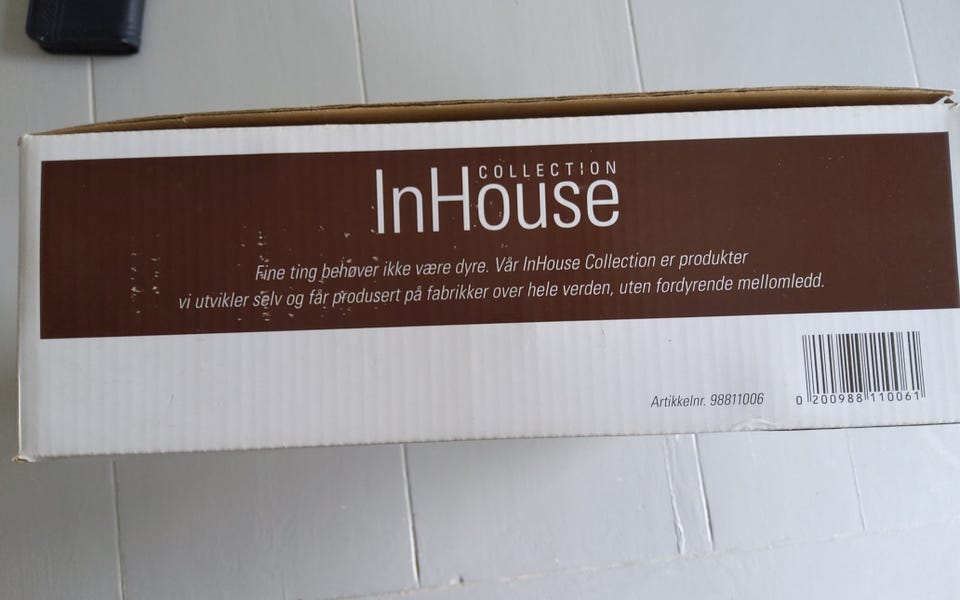 COLLECTION
InHouse
Fine ting behøver ikke være dyre. Vår InHouse Collection er produkter
vi utvikler selv og får produsert på fabrikker over hele verden, uten fordyrende mellomledd.
Artikkelnr. 98811006
0 200988 110061